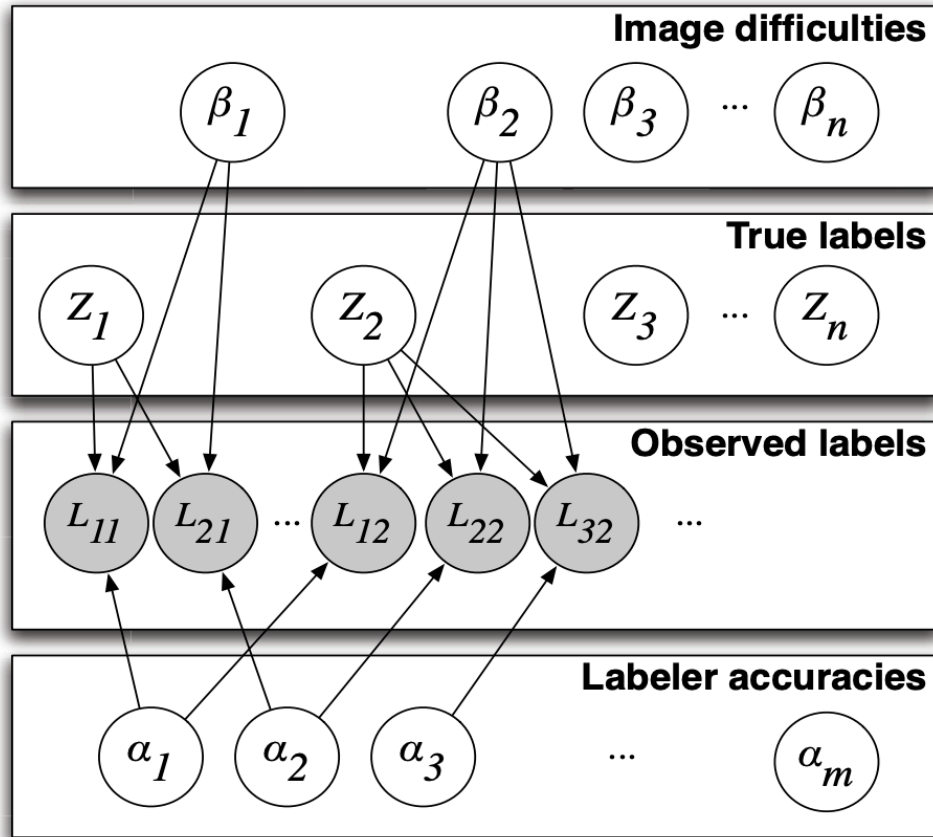 Image difficulties
β1 β2 β3 ... βn
True labels
Z1 Z2 Z3 ... Zn
Observed labels
L11 L21 ... L12 L22 L32 ...
Labeler accuracies
α1 α2 α3 ... αm